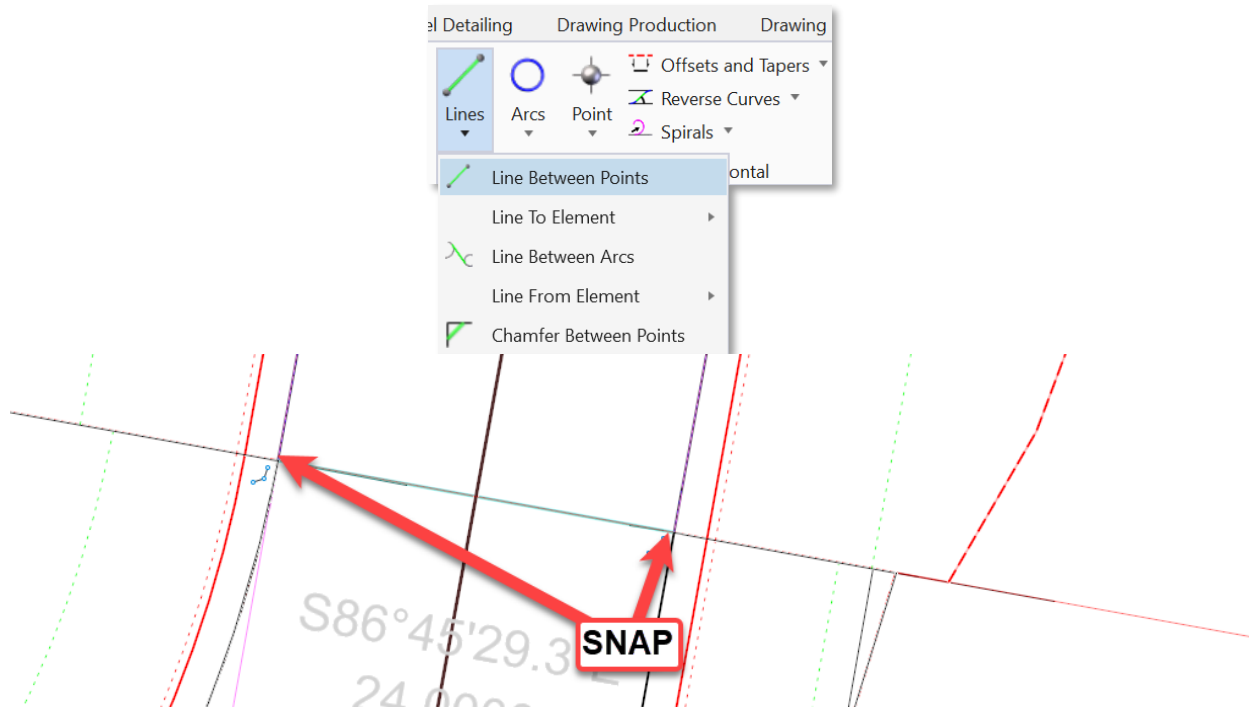 el Detailing Drawing Production Drawing
Lines
Arcs
Point
Offsets and Tapers
Reverse Curves
Spirals
ontal
Line Between Points
Line To Element
Line Between Arcs
Line From Element
Chamfer Between Points
SNAP
S86°45'29.3